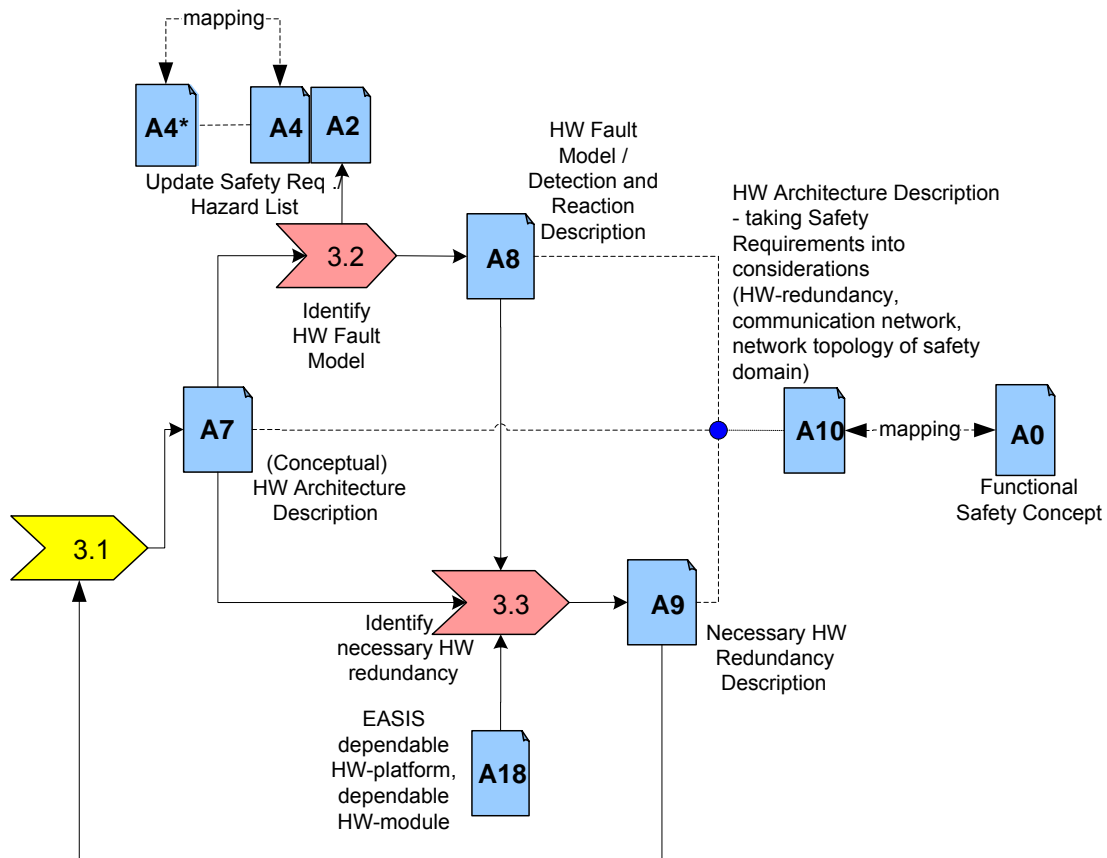 mapping
A4*
A4
A2
Update Safety Req ./
Hazard List
HW Fault
Model /
Detection and
Reaction
Description
HW Architecture Description
- taking Safety
Requirements into
considerations
(HW-redundancy,
communication network,
network topology of safety
domain)
3.2
A8
Identify
HW Fault
Model
A7
(Conceptual)
HW Architecture
Description
A10
mapping
A0
Functional
Safety Concept
3.1
3.3
Identify
necessary HW
redundancy
A9
Necessary HW
Redundancy
Description
EASIS
dependable
HW-platform,
dependable
HW-module
A18